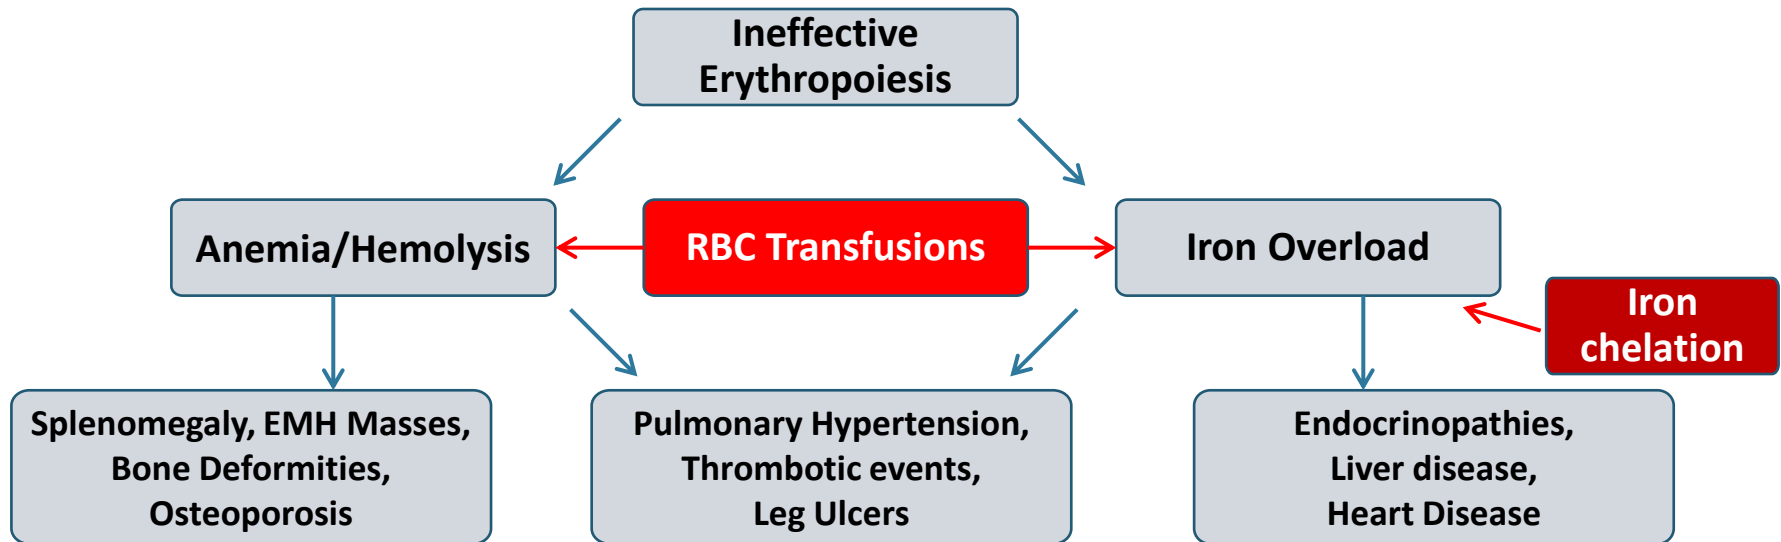 Ineffective
Erythropoiesis
Anemia/Hemolysis
RBC Transfusions
Iron Overload
Iron
chelation
Splenomegaly, EMH Masses,
Bone Deformities,
Osteoporosis
Pulmonary Hypertension,
Thrombotic events,
Leg Ulcers
Endocrinopathies,
Liver disease,
Heart Disease